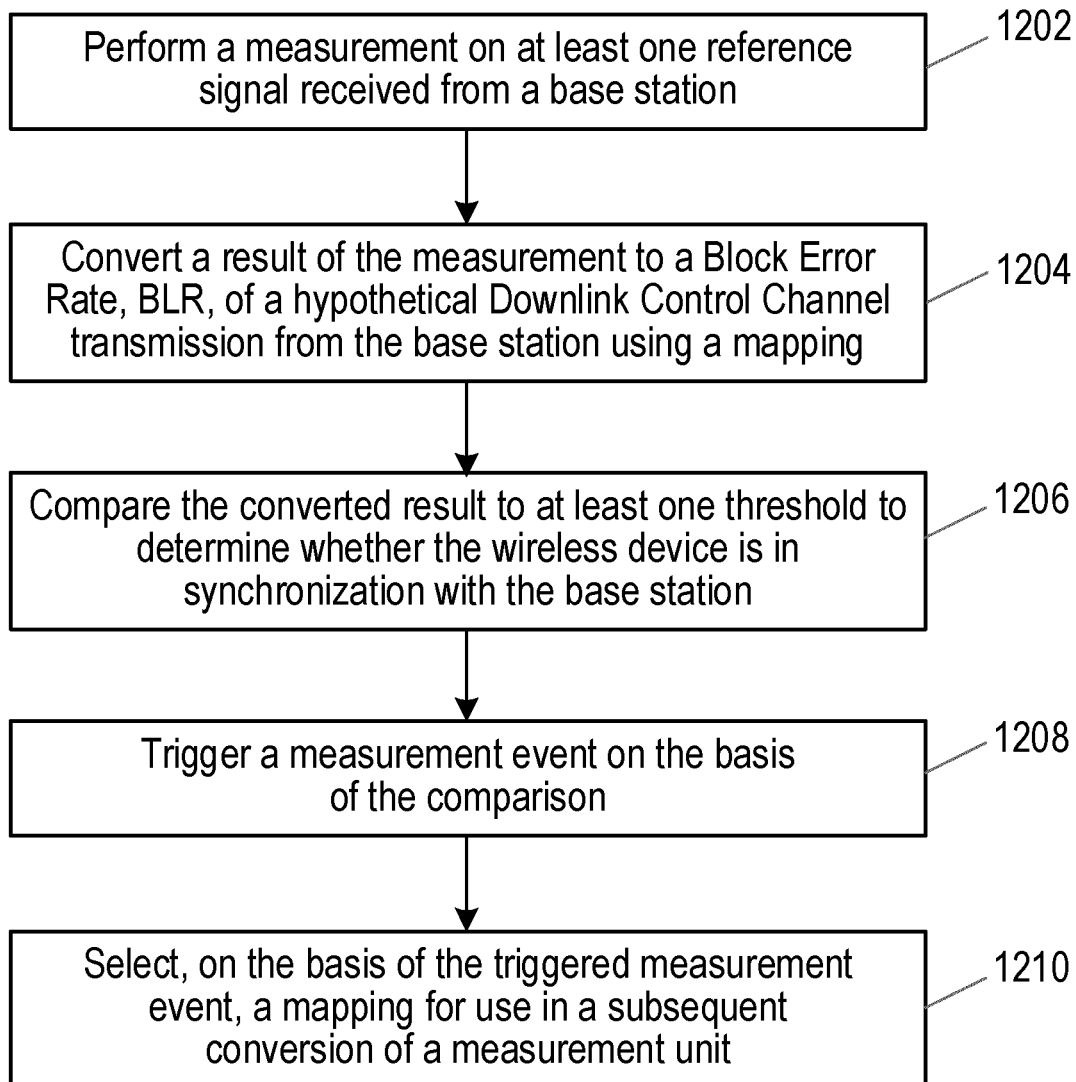 Perform a measurement on at least one reference
signal received from a base station
1202
Convert a result of the measurement to a Block Error
Rate, BLR, of a hypothetical Downlink Control Channel
transmission from the base station using a mapping
1204
Compare the converted result to at least one threshold to
determine whether the wireless device is in
synchronization with the base station
1206
Trigger a measurement event on the basis
of the comparison
1208
Select, on the basis of the triggered measurement
event, a mapping for use in a subsequent
conversion of a measurement unit
1210